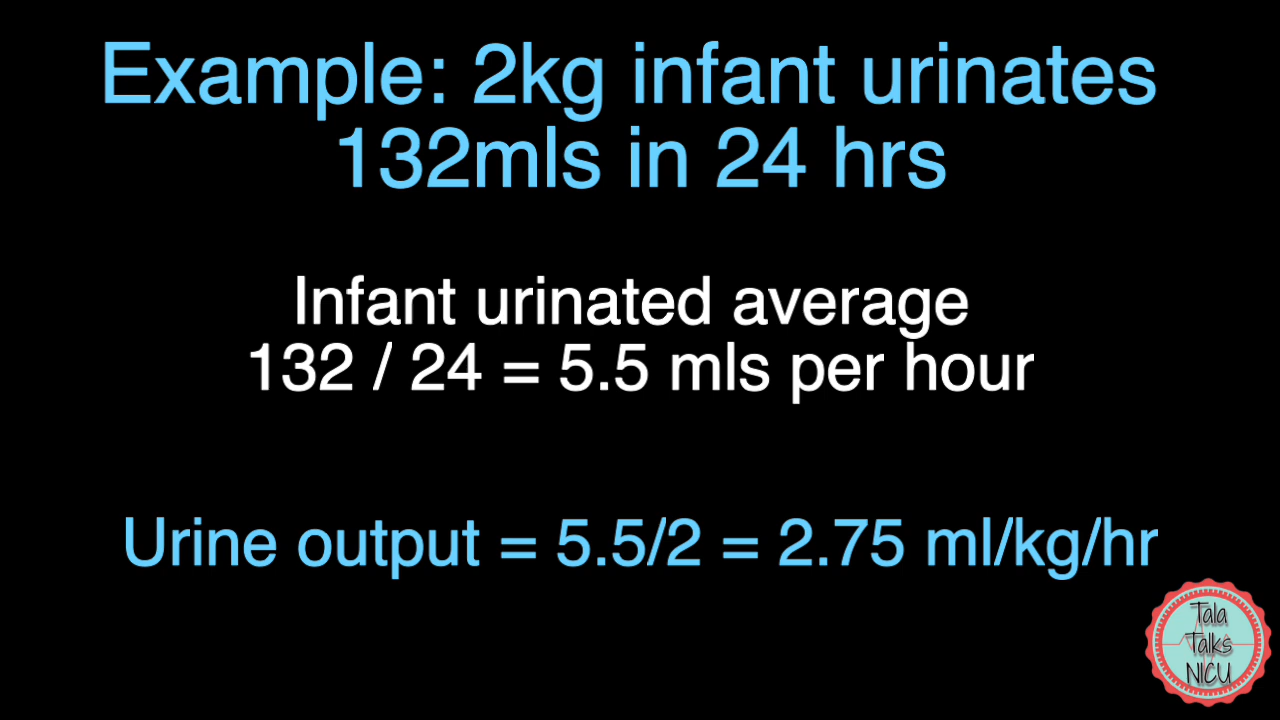 Example: 2kg infant urinates
132mls in 24 hrs
Infant urinated average
132 / 24 = 5.5 mls per hour
Urine output = 5.5/2 = 2.75 ml/kg/hr
Tala
Talks
NICU